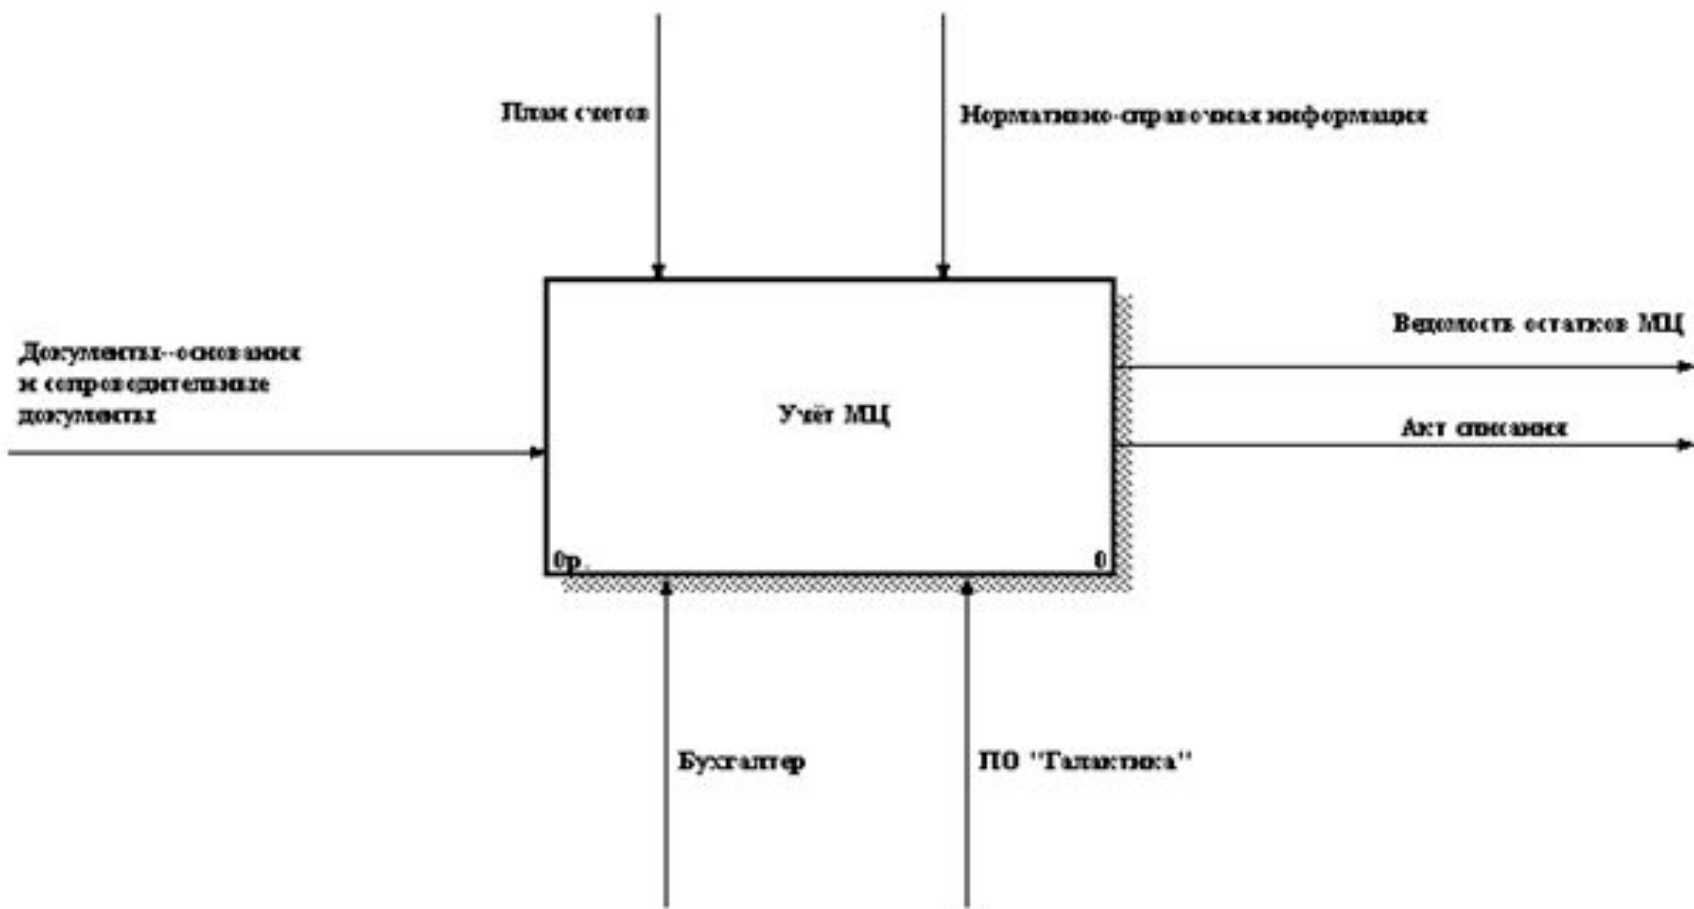 План счетов
Нормативно-справочная информация
Документы--основания
и сопроводительные
документы
Ведомость остатков МЦ
Учёт МЦ
Акт списания
0р.
0
Бухгалтер
ПО "Галактика"